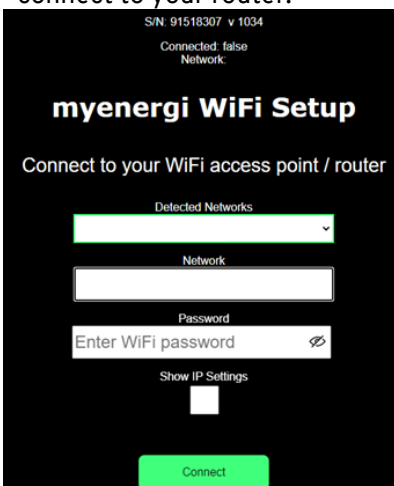 connect to your router.
S/N: 91518307 v 1034
Connected: false
Network:
myenergi WiFi Setup
Connect to your WiFi access point / router
Detected Networks
Network
Password
Enter WiFi password
Show IP Settings
Connect